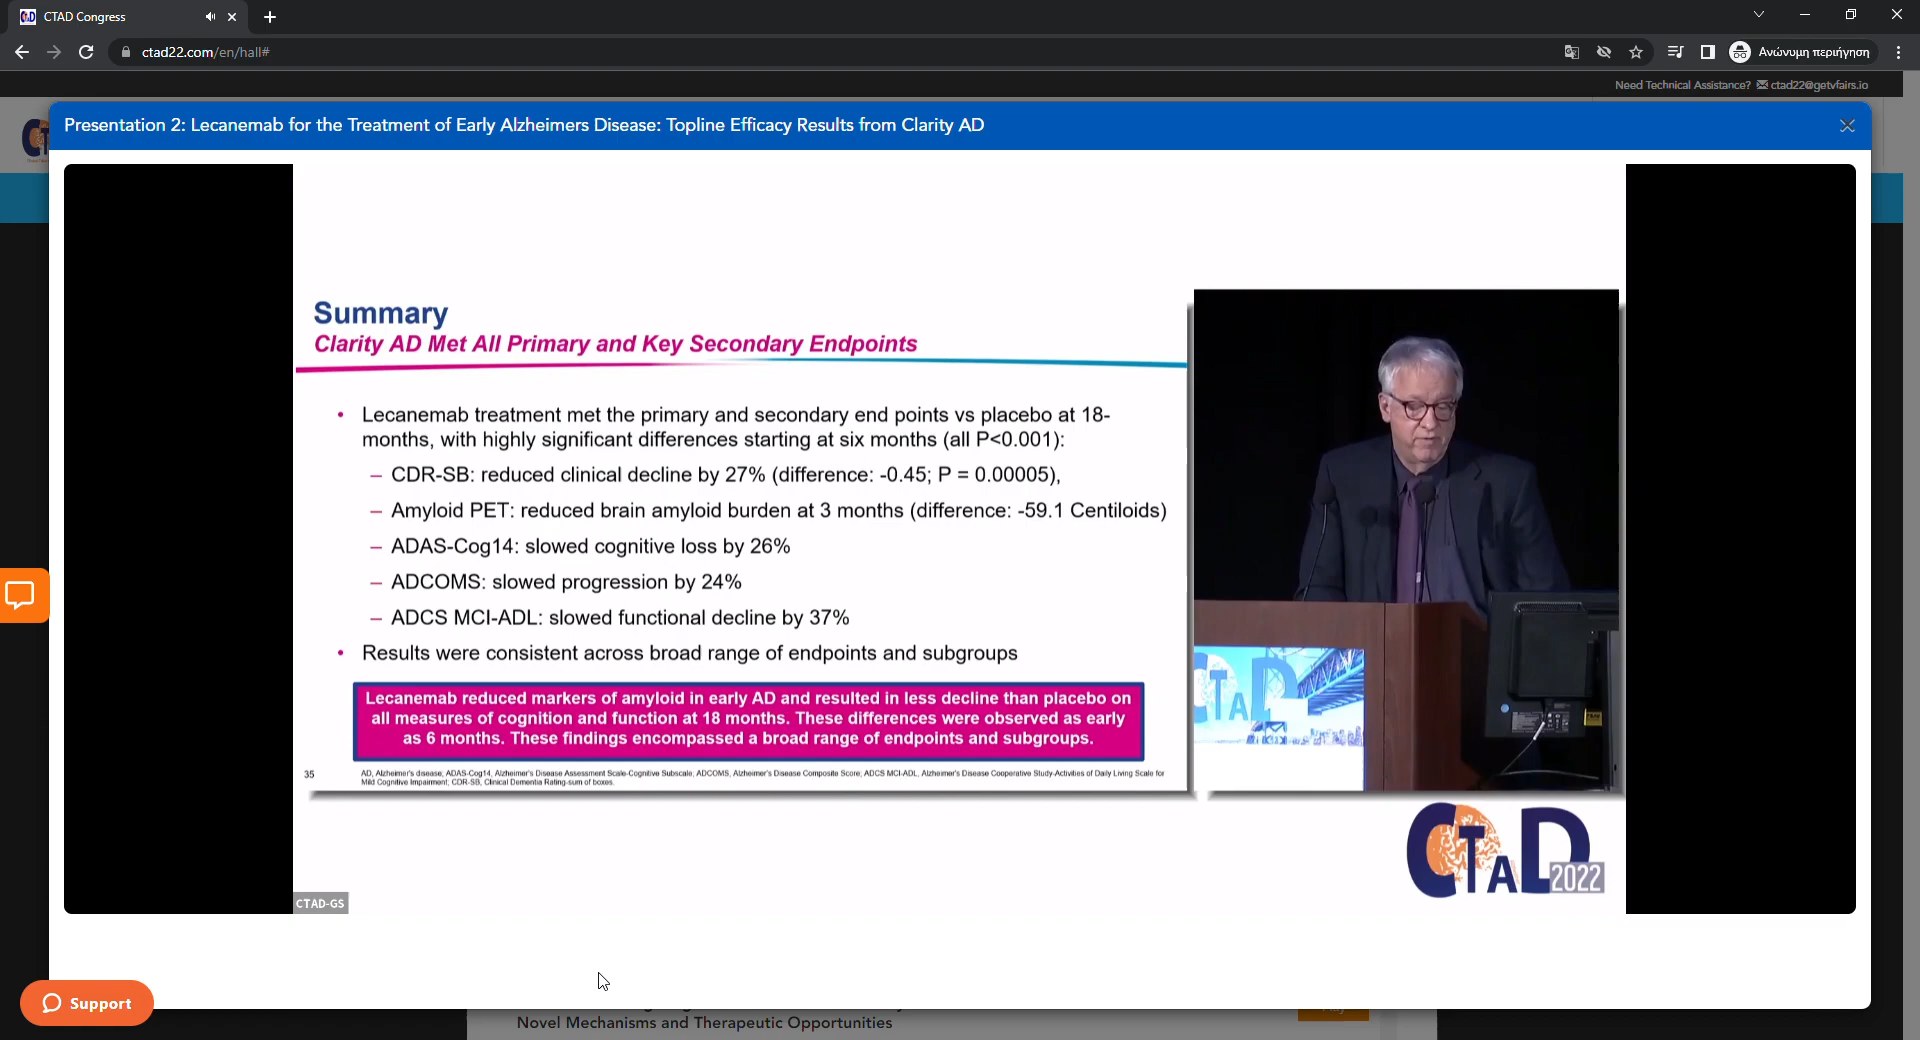 CTAD Congress
ctad22.com/en/hall#
Ανώνυμη περιήγηση
Need Technical Assistance? ctad22@getvfairs.io
Presentation 2: Lecanemab for the Treatment of Early Alzheimers Disease: Topline Efficacy Results from Clarity AD
Summary
Clarity AD Met All Primary and Key Secondary Endpoints
• Lecanemab treatment met the primary and secondary end points vs placebo at 18-
months, with highly significant differences starting at six months (all P<0.001):
– CDR-SB: reduced clinical decline by 27% (difference: -0.45; P = 0.00005),
– Amyloid PET: reduced brain amyloid burden at 3 months (difference: -59.1 Centiloids)
– ADAS-Cog14: slowed cognitive loss by 26%
– ADCOMS: slowed progression by 24%
– ADCS MCI-ADL: slowed functional decline by 37%
• Results were consistent across broad range of endpoints and subgroups
Lecanemab reduced markers of amyloid in early AD and resulted in less decline than placebo on
all measures of cognition and function at 18 months. These differences were observed as early
as 6 months. These findings encompassed a broad range of endpoints and subgroups.
35
AD, Alzheimer's disease; ADAS-Cog14, Alzheimer's Disease Assessment Scale-Cognitive Subscale; ADCOMS, Alzheimer's Disease Composite Score; ADCS MCI-ADL, Alzheimer's Disease Cooperative Study-Activities of Daily Living Scale for
Mild Cognitive Impairment; CDR-SB, Clinical Dementia Rating-sum of boxes.
CTAD
CTAD 2022
CTAD-GS
Support
Novel Mechanisms and Therapeutic Opportunities